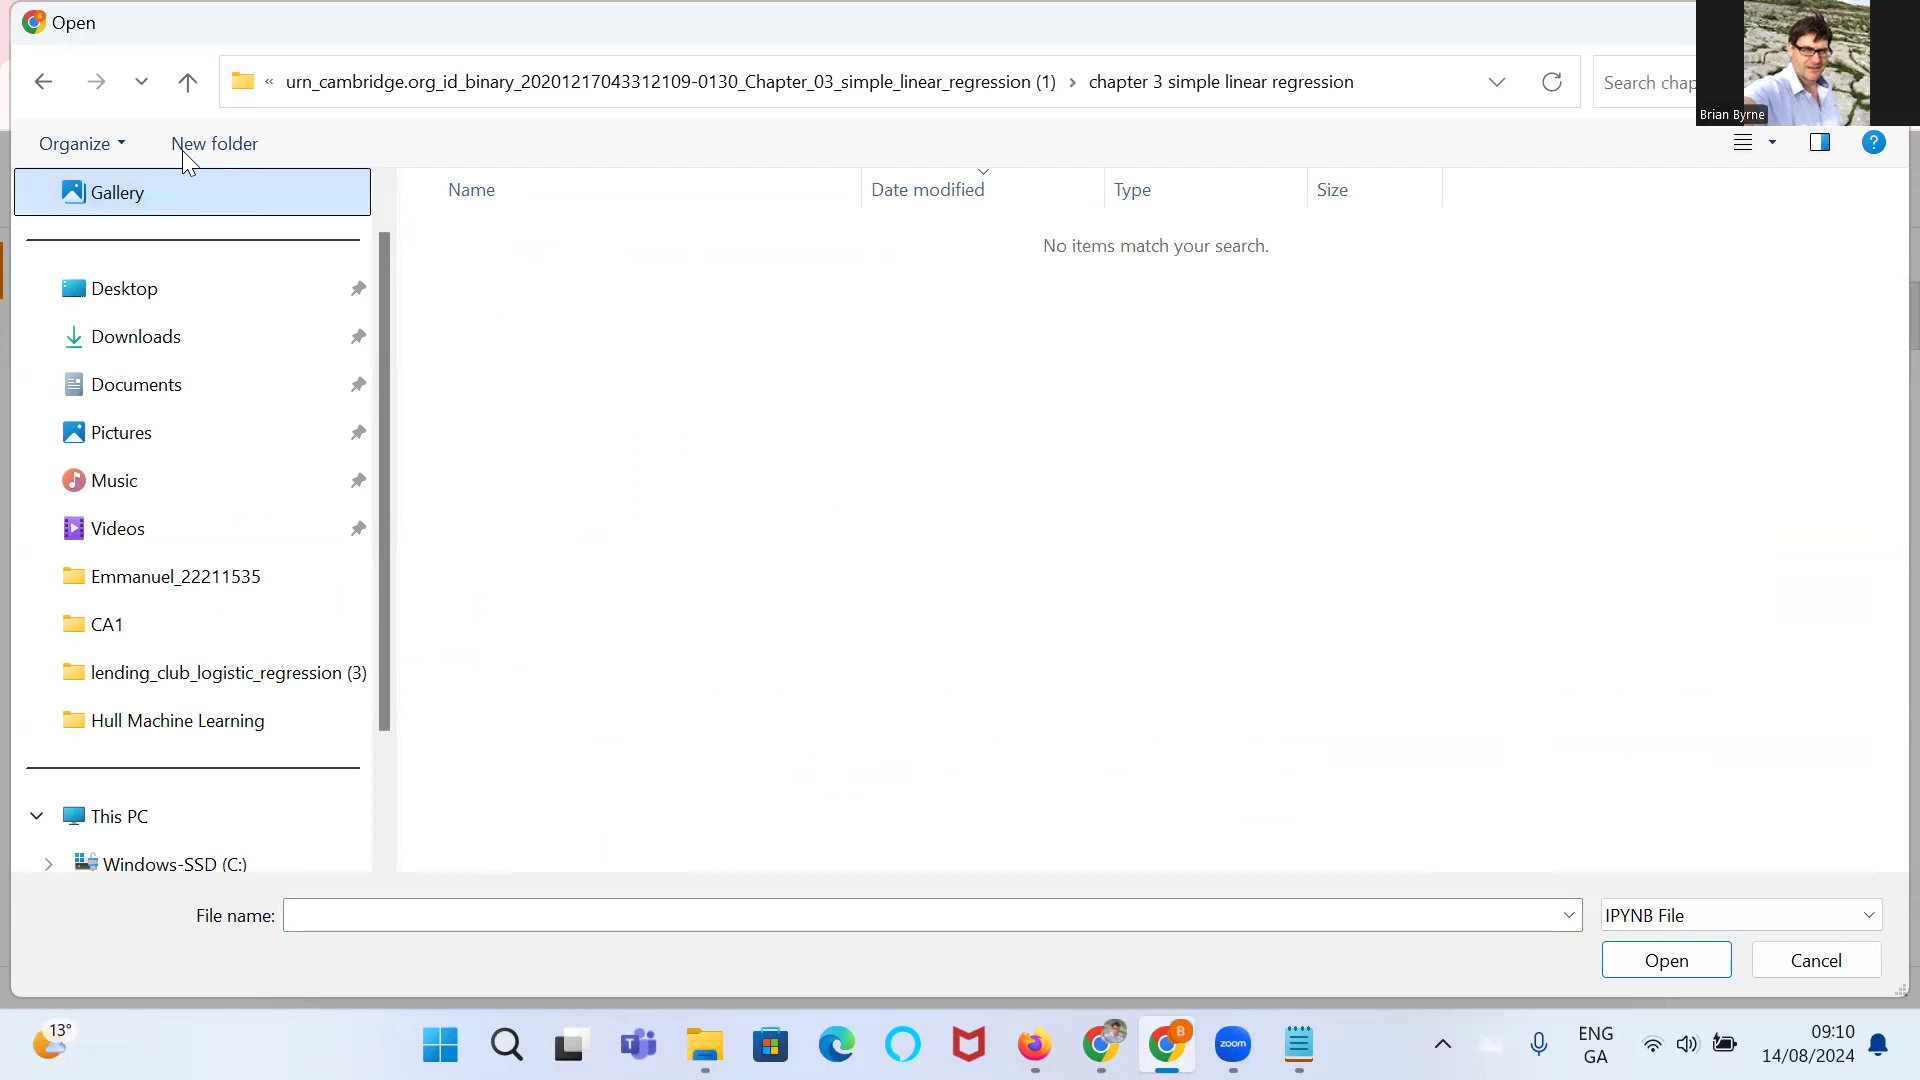 Open
« urn_cambridge.org_id_binary_20201217043312109-0130_Chapter_03_simple_linear_regression (1) › chapter 3 simple linear regression
Search chap
Brian Byrne
Organize
New folder
Gallery
Name
Date modified
Type
Size
No items match your search.
Desktop
Downloads
Documents
Pictures
Music
Videos
Emmanuel_22211535
CA1
lending_club_logistic_regression (3)
Hull Machine Learning
This PC
Windows-SSD (C:)
File name:
IPYNB File
Open
Cancel
13°
zoom
B
ENG
GA
09:10
14/08/2024